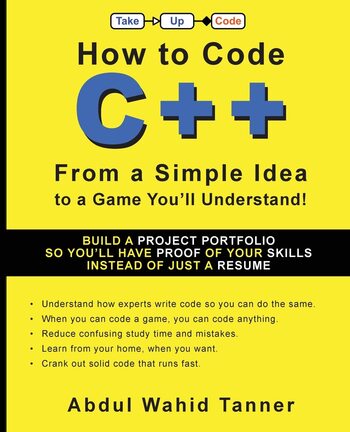 Take Up Code
How to Code
C++
From a Simple Idea
to a Game You'll Understand!
BUILD A PROJECT PORTFOLIO
SO YOU'LL HAVE PROOF OF YOUR SKILLS
INSTEAD OF JUST A RESUME
• Understand how experts write code so you can do the same.
• When you can code a game, you can code anything.
• Reduce confusing study time and mistakes.
• Learn from your home, when you want.
• Crank out solid code that runs fast.
Abdul Wahid Tanner